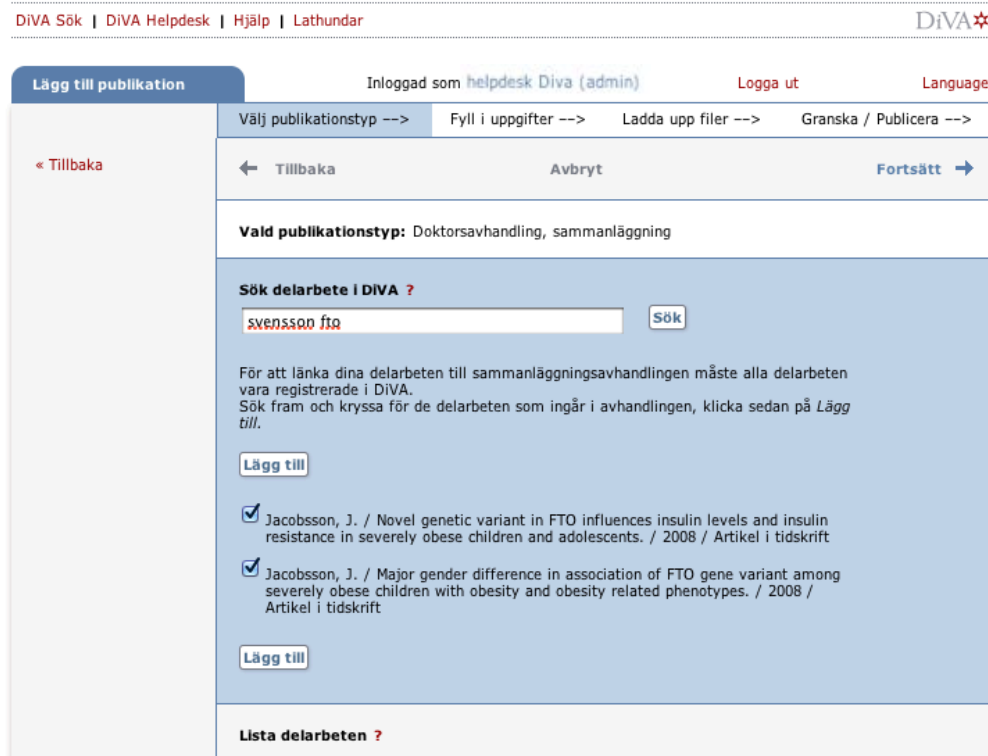 DiVA Sök | DiVA Helpdesk | Hjälp | Lathundar
DiVA
Lägg till publikation
Inloggad som helpdesk Diva (admin)
Logga ut
Language
Välj publikationstyp -->
Fyll i uppgifter -->
Ladda upp filer -->
Granska / Publicera -->
« Tillbaka
Tillbaka
Avbryt
Fortsätt
Vald publikationstyp: Doktorsavhandling, sammanläggning
Sök delarbete i DiVA ?
svensson fto
Sök
För att länka dina delarbeten till sammanläggningsavhandlingen måste alla delarbeten
vara registrerade i DiVA.
Sök fram och kryssa för de delarbeten som ingår i avhandlingen, klicka sedan på Lägg
till.
Lägg till
Jacobsson, J. / Novel genetic variant in FTO influences insulin levels and insulin
resistance in severely obese children and adolescents. / 2008 / Artikel i tidskrift
Jacobsson, J. / Major gender difference in association of FTO gene variant among
severely obese children with obesity and obesity related phenotypes. / 2008 /
Artikel i tidskrift
Lägg till
Lista delarbeten ?